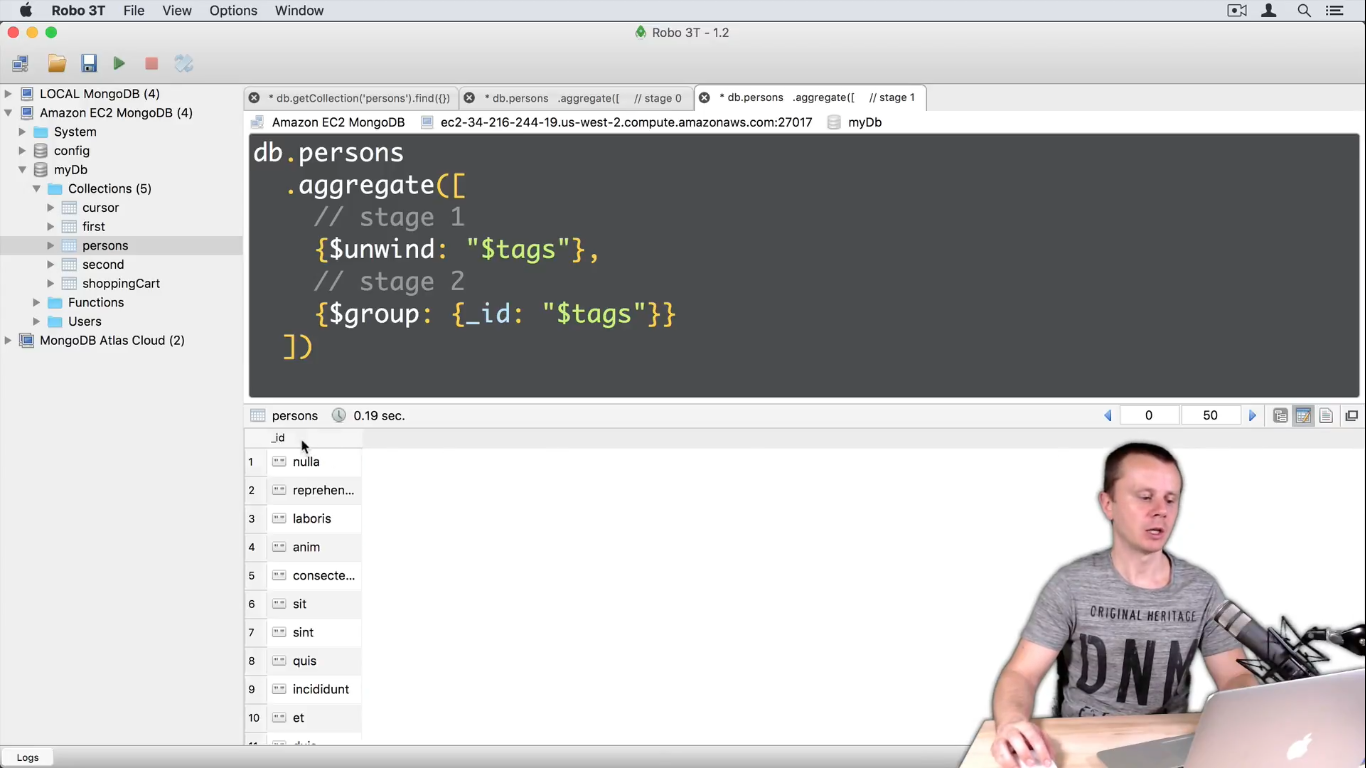 Robo 3T File View Options Window
Robo 3T - 1.2
LOCAL MongoDB (4)
Amazon EC2 MongoDB (4)
System
config
myDb
Collections (5)
cursor
first
persons
second
shoppingCart
Functions
Users
MongoDB Atlas Cloud (2)
* db.getCollection('persons').find({}) * db.persons .aggregate([ // stage 0 * db.persons .aggregate([ // stage 1
Amazon EC2 MongoDB ec2-34-216-244-19.us-west-2.compute.amazonaws.com:27017 myDb
db.persons
.aggregate([
// stage 1
{$unwind: "$tags"},
// stage 2
{$group: {_id: "$tags"}}
])
persons 0.19 sec. 0 50
_id
1 nulla
2 reprehen...
3 laboris
4 anim
5 consecte...
6 sit
7 sint
8 quis
9 incididunt
10 et
ORIGINAL HERITAGE
DNM
Logs